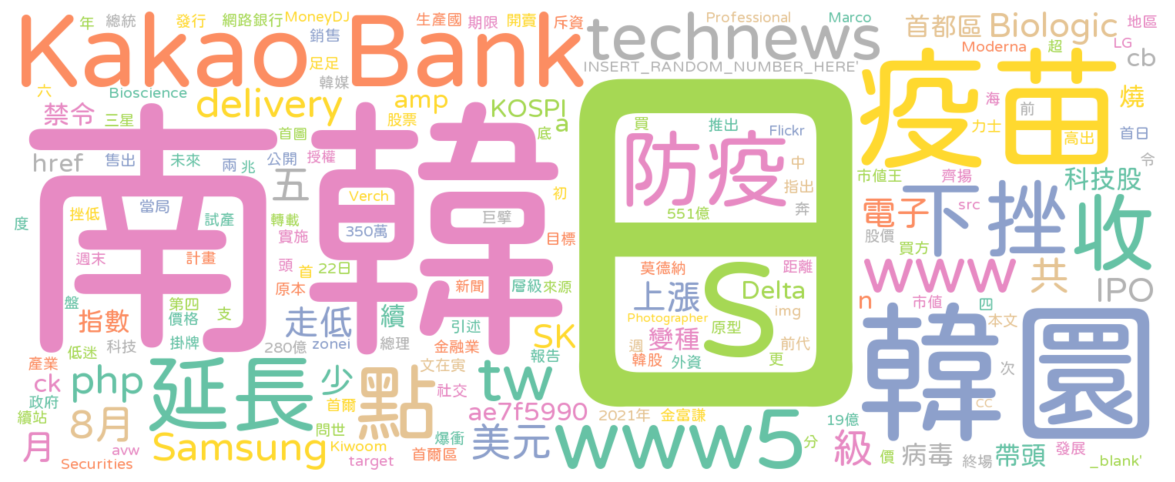 Kakao Bank
technews
INSERT_RANDOM_NUMBER_HERE'
年
總統
發行
網路銀行
MoneyDJ
銷售
足足
韓媒
生產國
期限
開賣
斥資
Professional
Marco
首都區
Biologic
地區
Moderna
超
LG
cb
六
Bioscience
禁令
三星
delivery
amp
股票
KOSPI
a
首圖
底
南韓
日
疫苗
海
前
力士
高出
燒
首日
令
買
推出
Flickr
防疫
中
指出
奔
551億
href
售出
未來
兩
兆
公開
授權
五
Verch
初
度
挫低
當局
試產
轉載
實施
350萬
巨擘
目標
週末
計畫
頭
首
22日
原本
新聞
層級
來源
市值王
齊揚
科技股
電子
下挫
src
收
股價
買方
www
共
IPO
n
市值
四
本文
莫德納
距離
上漲
S
Delta
img
Photographer
變種
原型
週
韓股
外資
前代
更
盤
第四
價格
支
指數
科技
掛牌
280億
走低
zonei
續
總理
引述
金融業
SK
報告
韓圜
次
CC
產業
低迷
ck
政府
續站
php
延長
少
點
文在寅
社交
tw
8月
月
avw
Securities
Samsung
首爾
問世
Kiwoom
target
爆衝
首爾區
ae7f5990
美元
2021年
金富謙
www5
分
19億
級
價
病毒
終場
帶頭
發展
_blank'